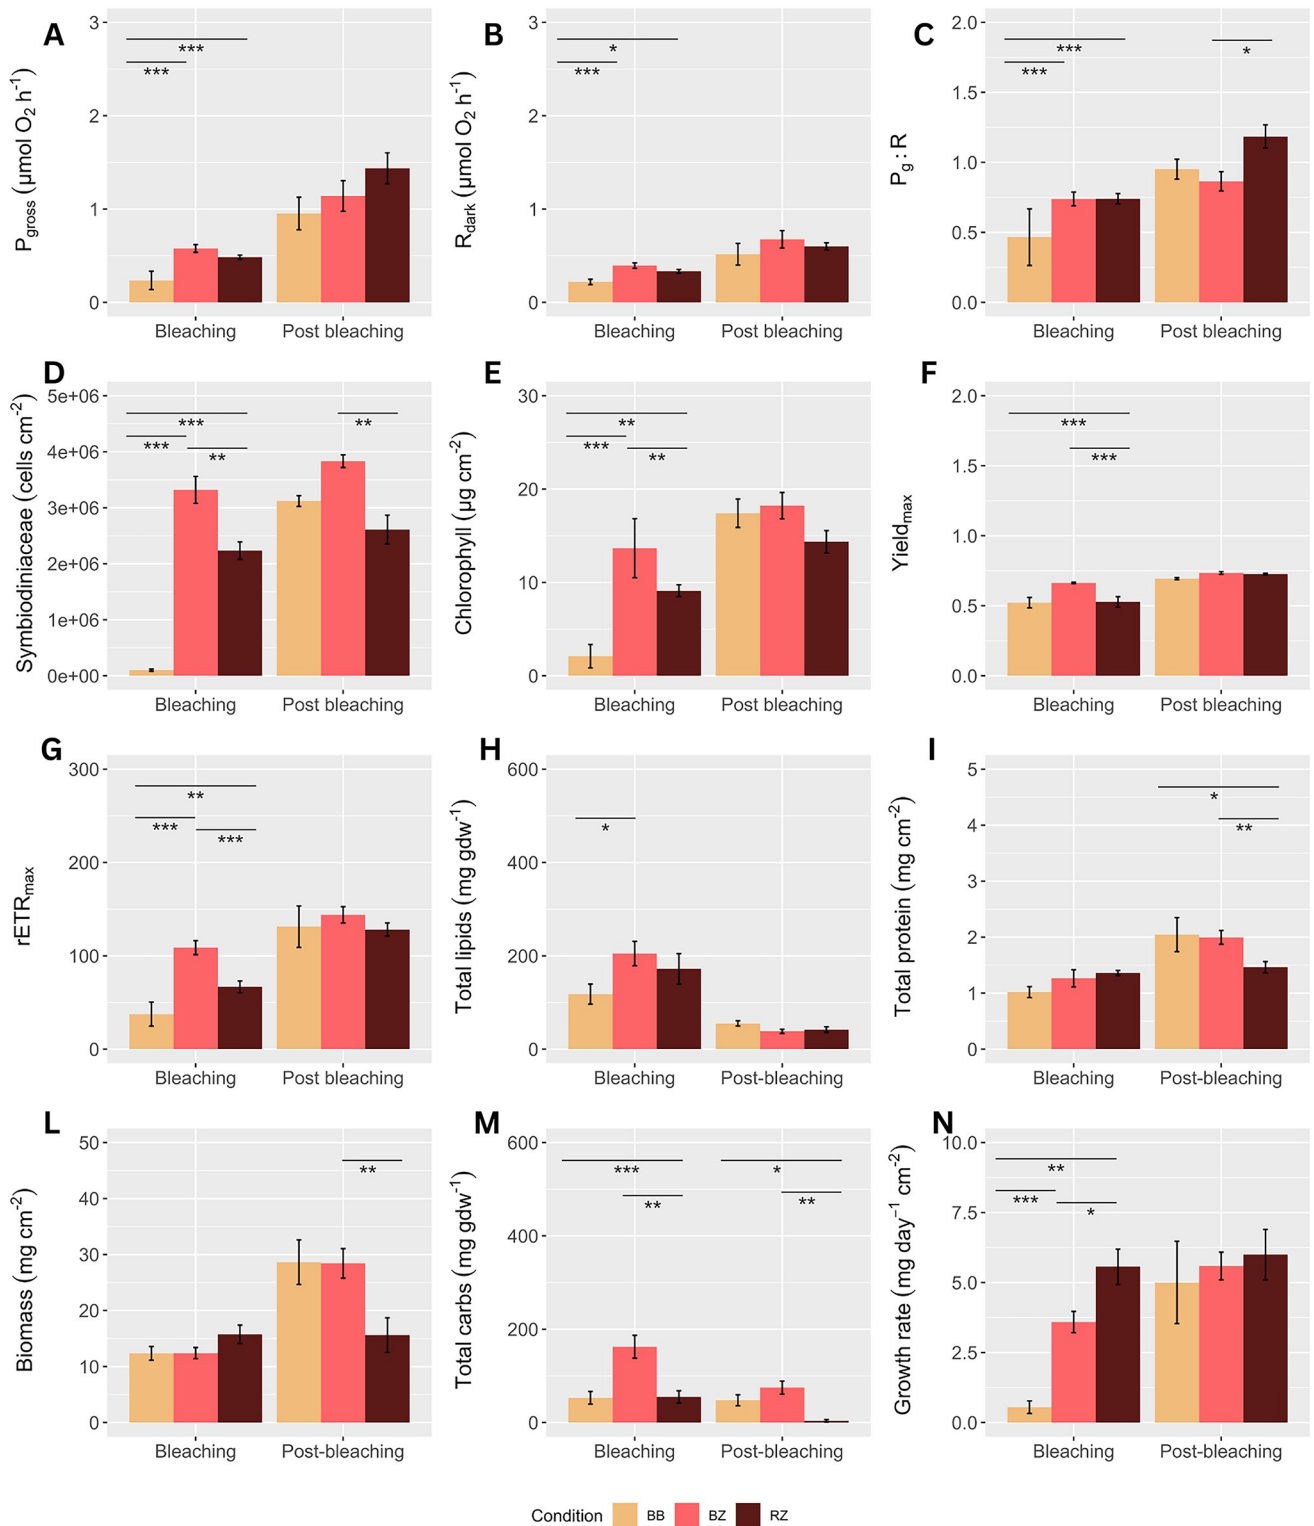 A
P_gross (µmol O₂ h⁻¹)
3
2
1
0
***
***
Bleaching Post bleaching
B
R_dark (µmol O₂ h⁻¹)
3
2
1
0
*
***
Bleaching Post bleaching
C
P_g : R
2.0
1.5
1.0
0.5
0.0
***
***
*
Bleaching Post bleaching
D
Symbiodiniaceae (cells cm⁻²)
5e+06
4e+06
3e+06
2e+06
1e+06
0e+00
***
***
**
**
Bleaching Post bleaching
E
Chlorophyll (µg cm⁻²)
30
20
10
0
**
***
**
Bleaching Post bleaching
F
Yield_max
2.0
1.5
1.0
0.5
0.0
***
***
Bleaching Post bleaching
G
rETR_max
300
200
100
0
**
***
***
Bleaching Post bleaching
H
Total lipids (mg gdw⁻¹)
600
400
200
0
*
Bleaching Post-bleaching
I
Total protein (mg cm⁻²)
5
4
3
2
1
0
*
**
Bleaching Post-bleaching
L
Biomass (mg cm⁻²)
50
40
30
20
10
0
**
Bleaching Post-bleaching
M
Total carbs (mg gdw⁻¹)
600
400
200
0
***
**
*
**
Bleaching Post-bleaching
N
Growth rate (mg day⁻¹ cm⁻²)
10.0
7.5
5.0
2.5
0.0
**
***
*
Bleaching Post-bleaching
Condition BB BZ RZ